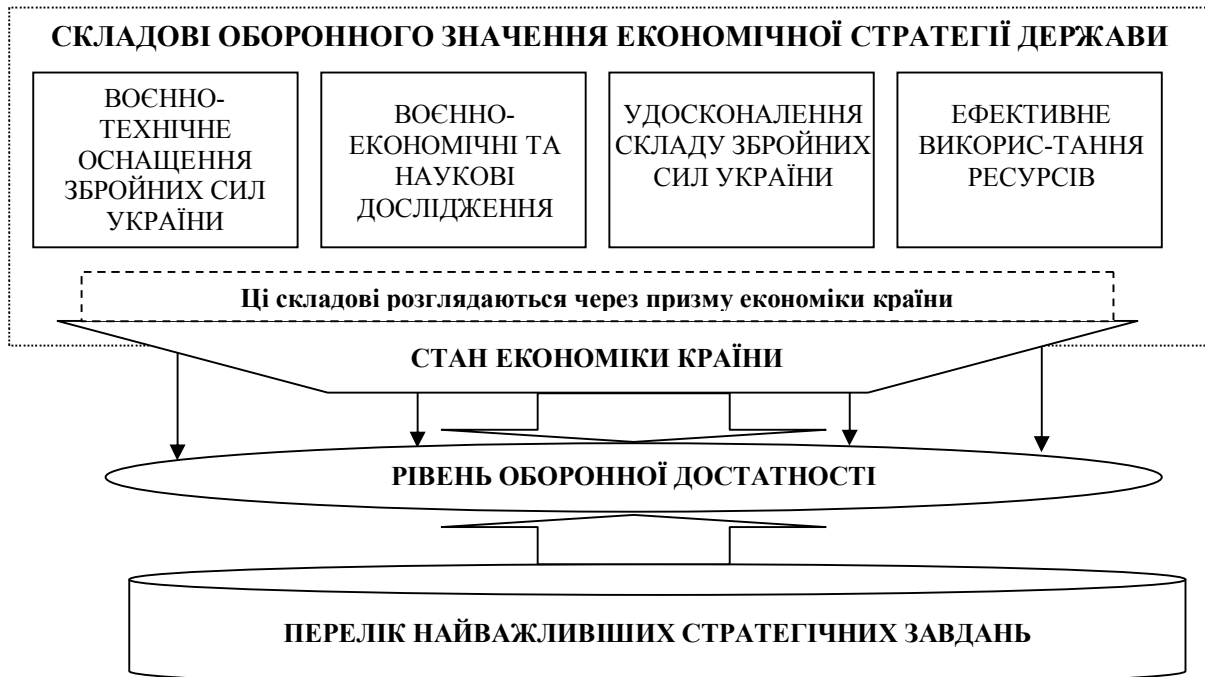 СКЛАДОВІ ОБОРОННОГО ЗНАЧЕННЯ ЕКОНОМІЧНОЇ СТРАТЕГІЇ ДЕРЖАВИ
ВОЄННО-
ТЕХНІЧНЕ
ОСНАЩЕННЯ
ЗБРОЙНИХ СИЛ
УКРАЇНИ
ВОЄННО-
ЕКОНОМІЧНІ ТА
НАУКОВІ
ДОСЛІДЖЕННЯ
УДОСКОНАЛЕННЯ
СКЛАДУ ЗБРОЙНИХ
СИЛ УКРАЇНИ
ЕФЕКТИВНЕ
ВИКОРИС-ТАННЯ
РЕСУРСІВ
Ці складові розглядаються через призму економіки країни
СТАН ЕКОНОМІКИ КРАЇНИ
РІВЕНЬ ОБОРОННОЇ ДОСТАТНОСТІ
ПЕРЕЛІК НАЙВАЖЛИВІШИХ СТРАТЕГІЧНИХ ЗАВДАНЬ